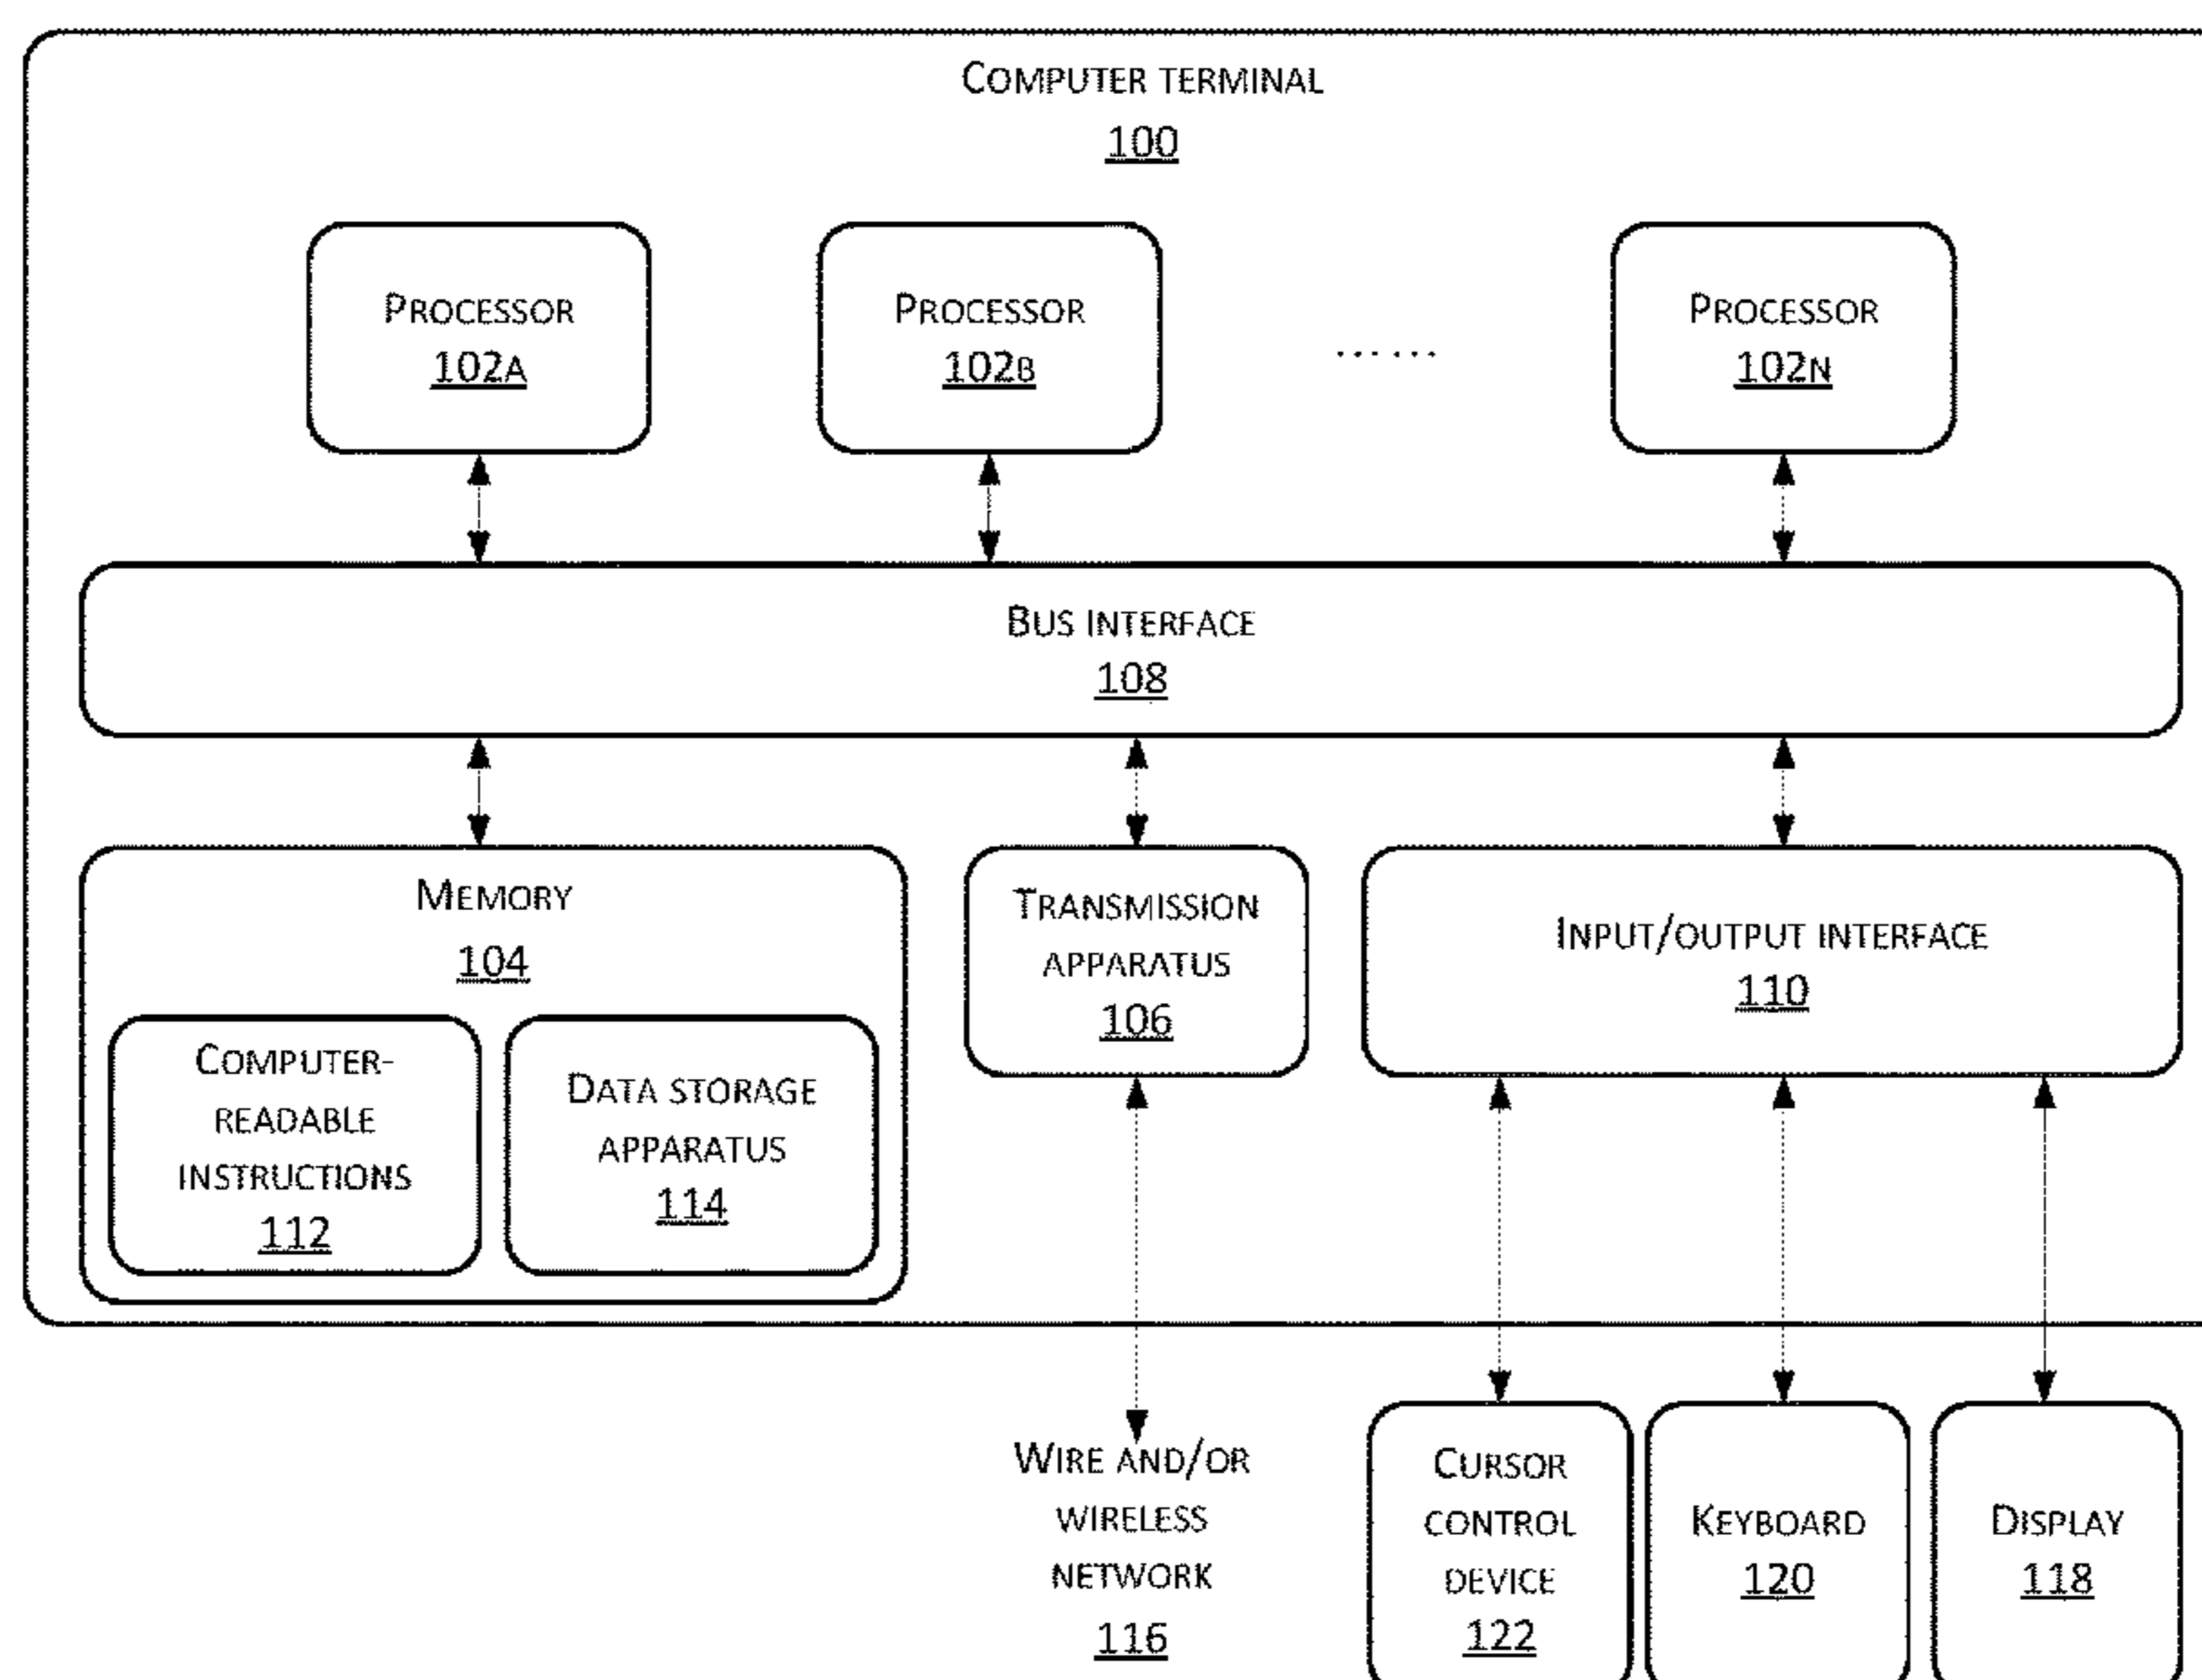 COMPUTER TERMINAL
100
PROCESSOR
102A
PROCESSOR
102B
......
PROCESSOR
102N
BUS INTERFACE
108
MEMORY
104
COMPUTER-
READABLE
INSTRUCTIONS
112
DATA STORAGE
APPARATUS
114
TRANSMISSION
APPARATUS
106
INPUT/OUTPUT INTERFACE
110
WIRE AND/OR
WIRELESS
NETWORK
116
CURSOR
CONTROL
DEVICE
122
KEYBOARD
120
DISPLAY
118